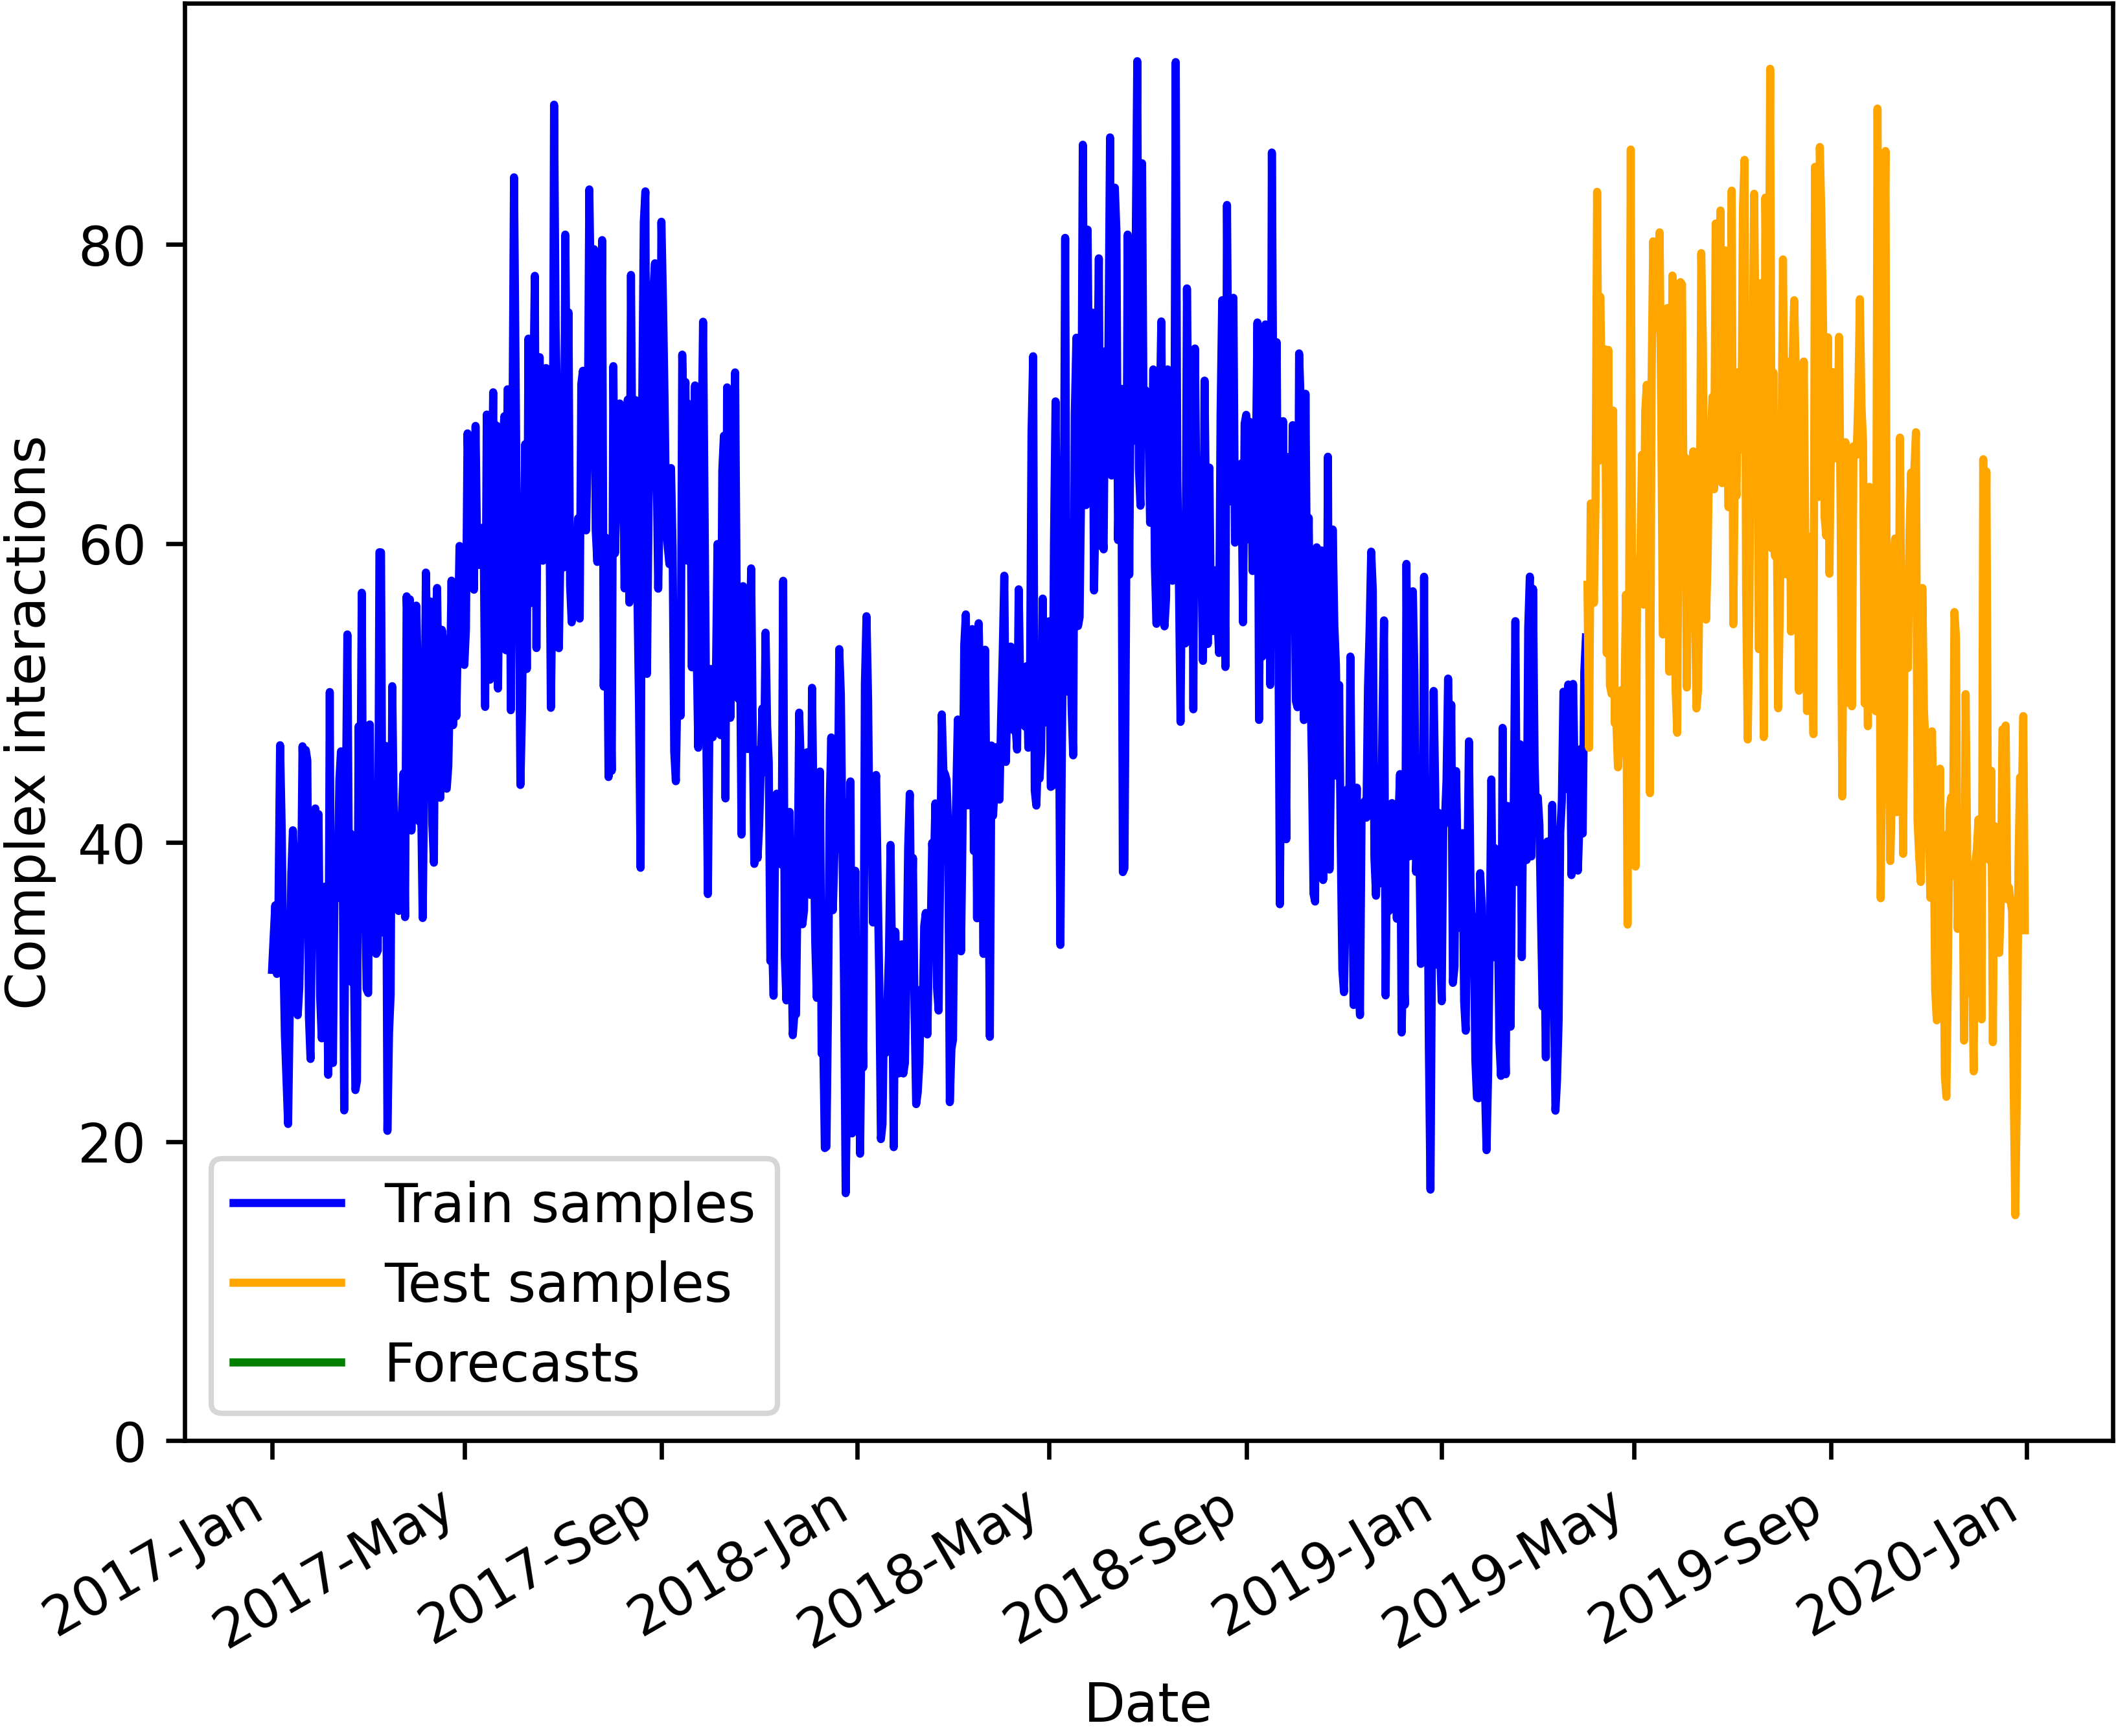 Complex interactions
80
60
40
20
0
Train samples
Test samples
Forecasts
2017-Jan
2017-May
2017-Sep
2018-Jan
2018-May
2018-Sep
2019-Jan
2019-May
2019-Sep
2020-Jan
Date